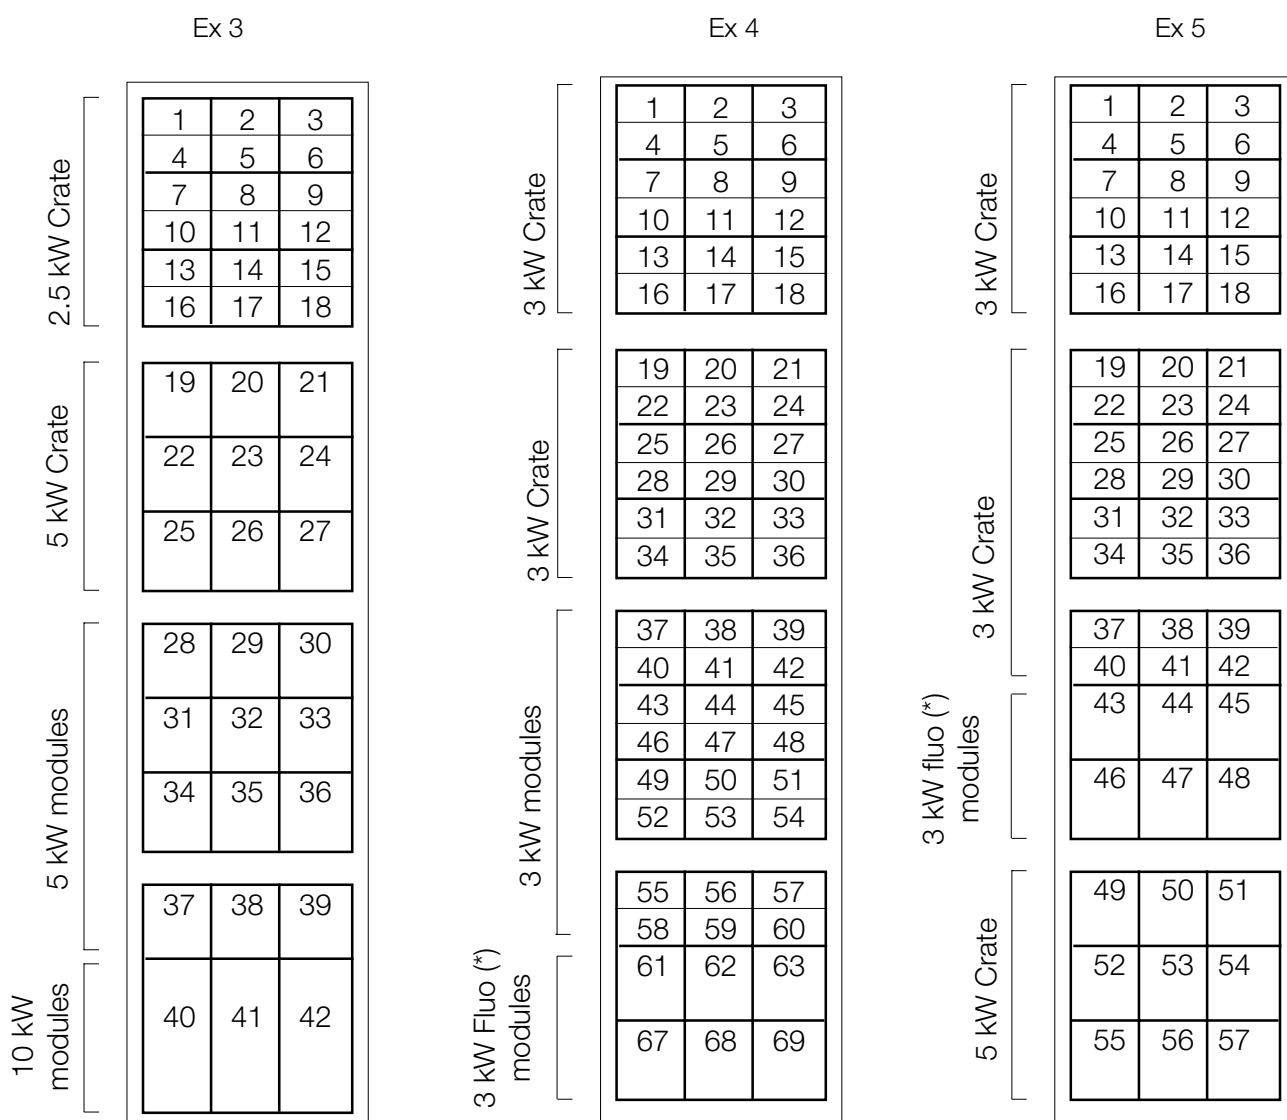 Ex 3
2.5 kW Crate
1 2 3
4 5 6
7 8 9
10 11 12
13 14 15
16 17 18
5 kW Crate
19 20 21
22 23 24
25 26 27
5 kW modules
28 29 30
31 32 33
34 35 36
37 38 39
10 kW
modules
40 41 42
Ex 4
3 kW Crate
1 2 3
4 5 6
7 8 9
10 11 12
13 14 15
16 17 18
3 kW Crate
19 20 21
22 23 24
25 26 27
28 29 30
31 32 33
34 35 36
3 kW modules
37 38 39
40 41 42
43 44 45
46 47 48
49 50 51
52 53 54
55 56 57
58 59 60
3 kW Fluo (*)
modules
61 62 63
67 68 69
Ex 5
3 kW Crate
1 2 3
4 5 6
7 8 9
10 11 12
13 14 15
16 17 18
3 kW Crate
19 20 21
22 23 24
25 26 27
28 29 30
31 32 33
34 35 36
37 38 39
40 41 42
3 kW fluo (*)
modules
43 44 45
46 47 48
5 kW Crate
49 50 51
52 53 54
55 56 57